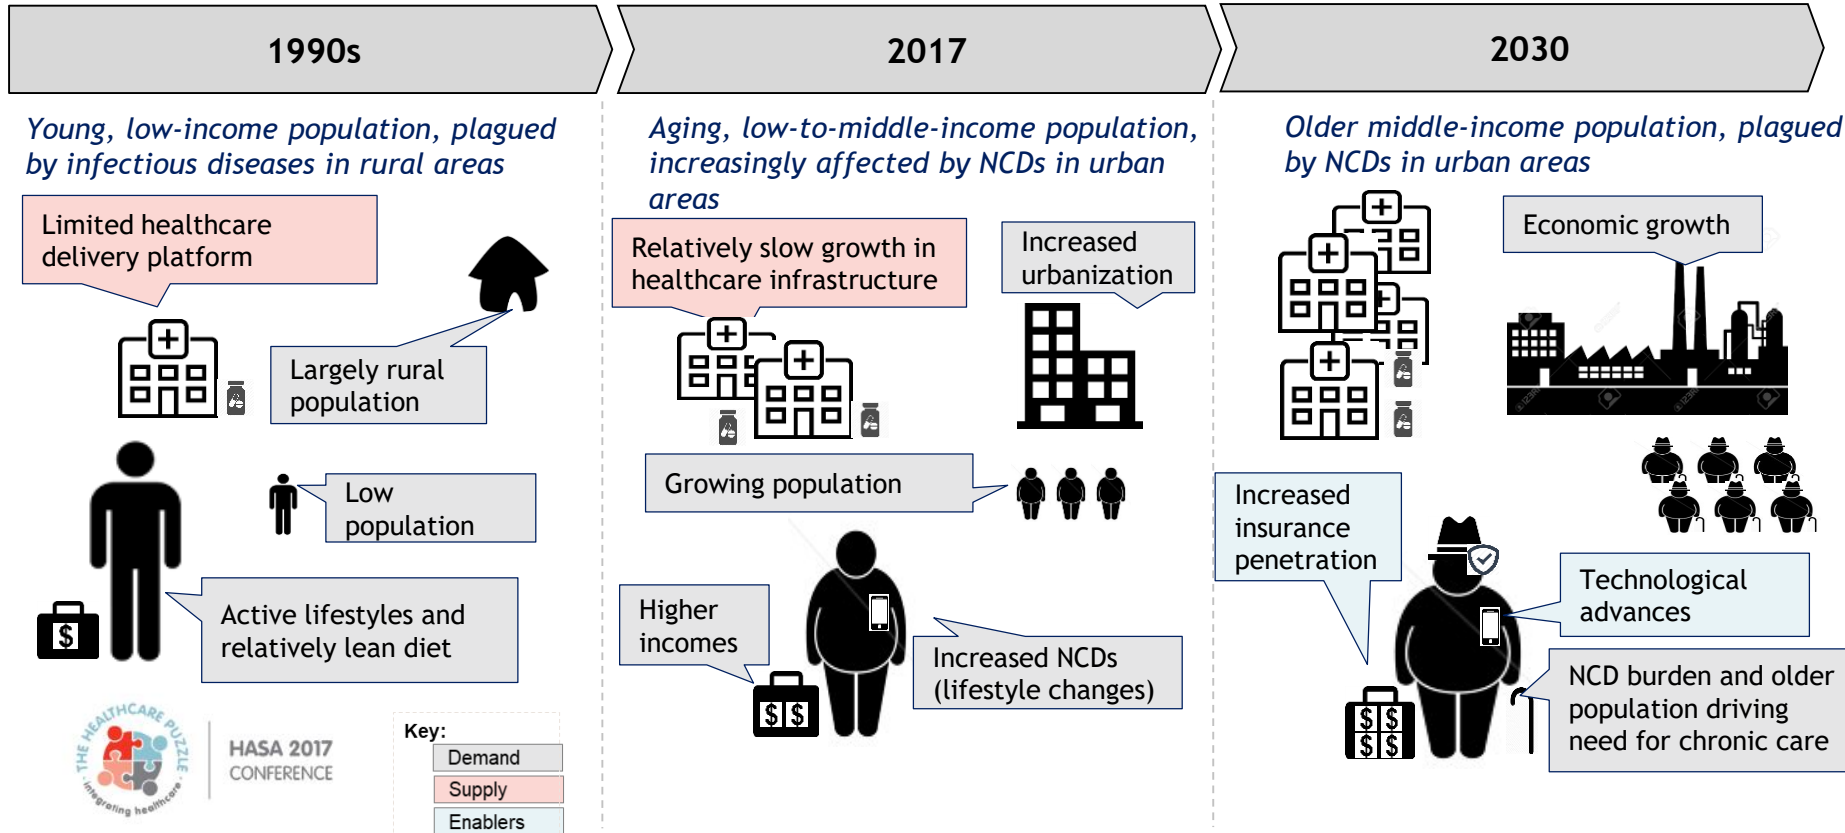 1990s
2017
2030
Young, low-income population, plagued
by infectious diseases in rural areas
Limited healthcare
delivery platform
Largely rural
population
Low
population
Active lifestyles and
relatively lean diet
$
THE HEALTHCARE PUZZLE
integrating healthcare
HASA 2017
CONFERENCE
Key:
Demand
Supply
Enablers
Aging, low-to-middle-income population,
increasingly affected by NCDs in urban
areas
Relatively slow growth in
healthcare infrastructure
Increased
urbanization
Growing population
Higher
incomes
$ $
Increased NCDs
(lifestyle changes)
Older middle-income population, plagued
by NCDs in urban areas
Economic growth
Increased
insurance
penetration
Technological
advances
$ $
$ $
NCD burden and older
population driving
need for chronic care